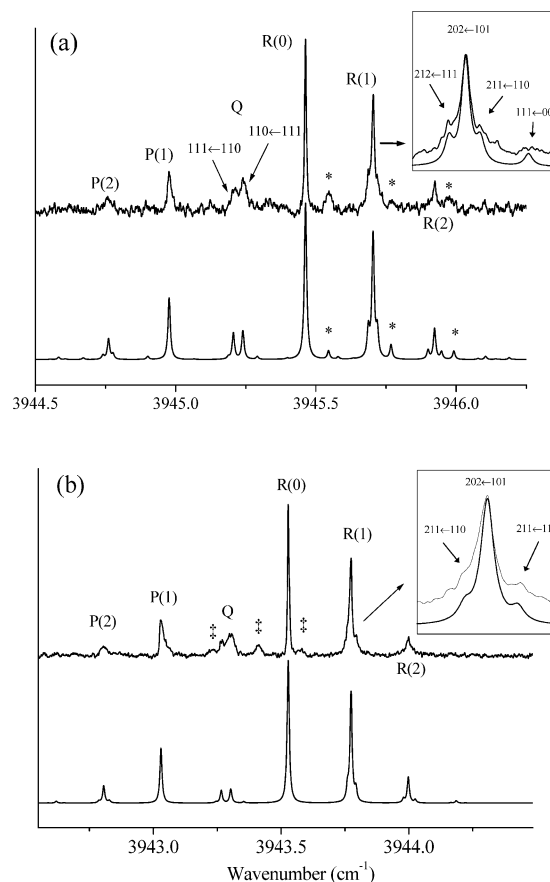 (a)
R(0)
202←101
212←111
211←110
111←00
R(1)
Q
110←111
111←110
P(1)
P(2)
*
*
*
R(2)
*
*
*
3944.5
3945.0
3945.5
3946.0
(b)
202←101
R(0)
211←110
211←11
R(1)
P(1)
Q
P(2)
‡
‡
‡
R(2)
3943.0
3943.5
3944.0
Wavenumber (cm⁻¹)